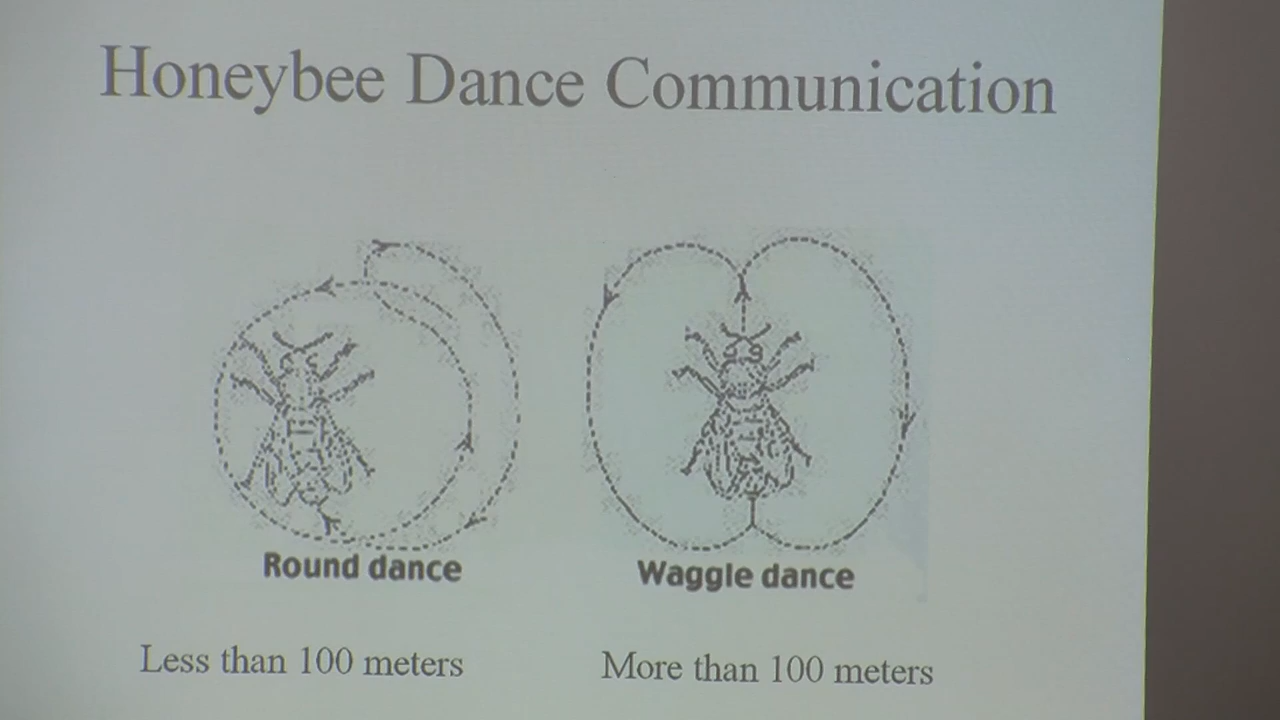 Honeybee Dance Communication
Round dance
Waggle dance
Less than 100 meters
More than 100 meters